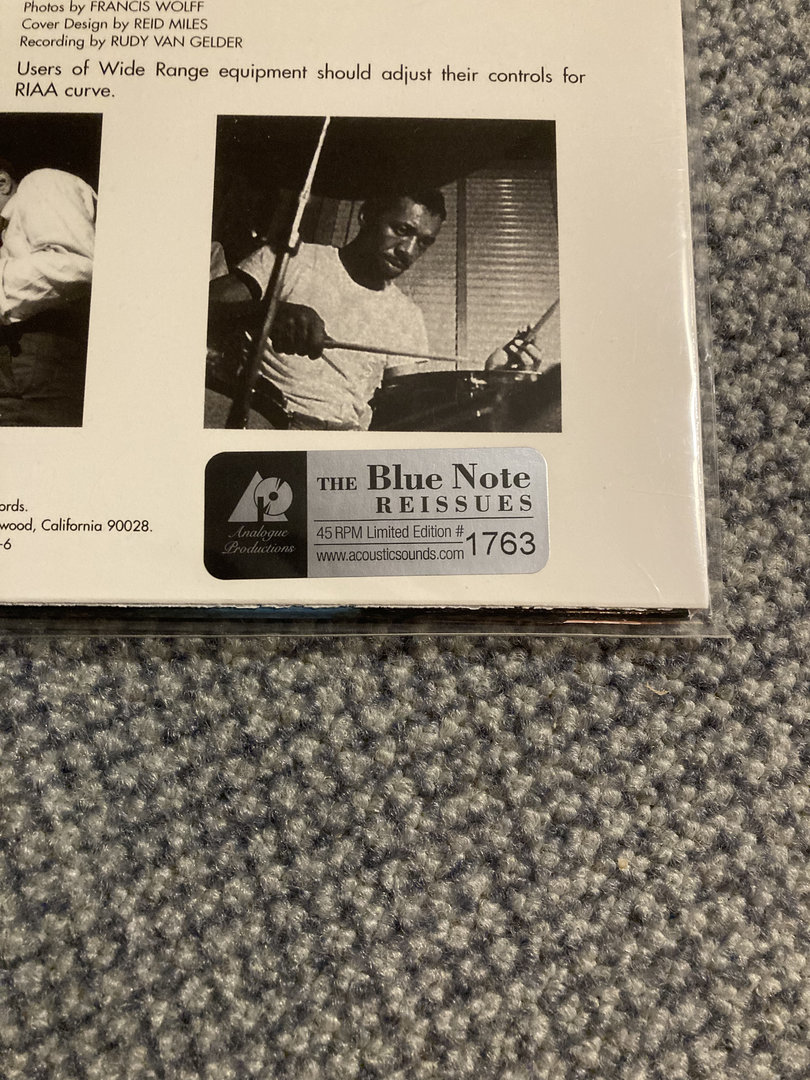 Photos by FRANCIS WOLFF
Cover Design by REID MILES
Recording by RUDY VAN GELDER
Users of Wide Range equipment should adjust their controls for
RIAA curve.
ords.
wood, California 90028.
-6
AP
Analogue
Productions
THE Blue Note
REISSUES
45 RPM Limited Edition # 1763
www.acousticsounds.com